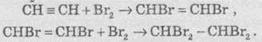 CH ≡ CH + Br₂ → CHBr = CHBr ,
CHBr = CHBr + Br₂ → CHBr₂ – CHBr₂ .